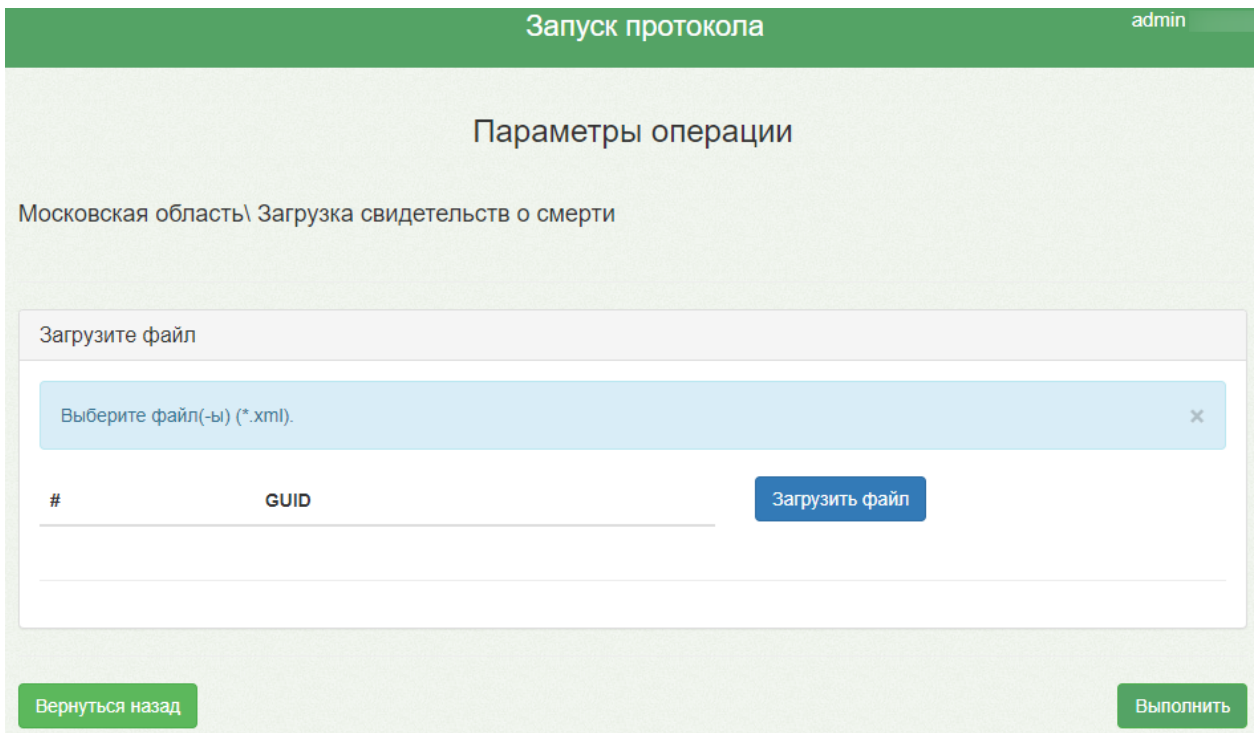 Запуск протокола
admin
Параметры операции
Московская область\ Загрузка свидетельств о смерти
Загрузите файл
Выберите файл(-ы) (*.xml).
×
# GUID
Загрузить файл
Вернуться назад
Выполнить